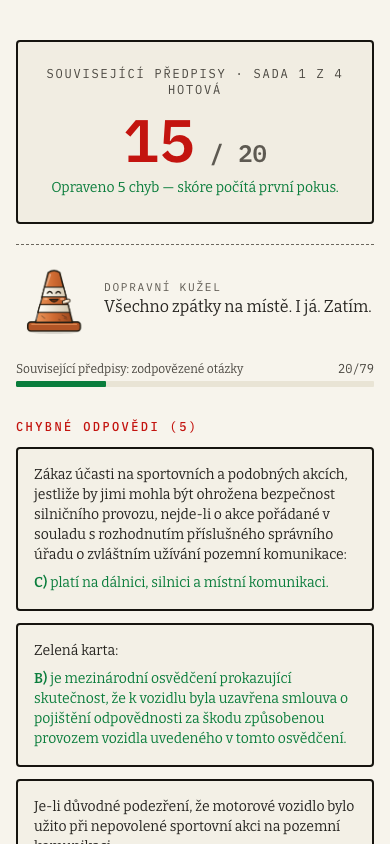 SOUVISEJÍCÍ PŘEDPISY · SADA 1 Z 4
HOTOVÁ
15 / 20
Opraveno 5 chyb — skóre počítá první pokus.
DOPRAVNÍ KUŽEL
Všechno zpátky na místě. I já. Zatím.
Související předpisy: zodpovězené otázky 20/79
CHYBNÉ ODPOVĚDI (5)
Zákaz účasti na sportovních a podobných akcích,
jestliže by jimi mohla být ohrožena bezpečnost
silničního provozu, nejde-li o akce pořádané v
souladu s rozhodnutím příslušného správního
úřadu o zvláštním užívání pozemní komunikace:
C) platí na dálnici, silnici a místní komunikaci.
Zelená karta:
B) je mezinárodní osvědčení prokazující
skutečnost, že k vozidlu byla uzavřena smlouva o
pojištění odpovědnosti za škodu způsobenou
provozem vozidla uvedeného v tomto osvědčení.
Je-li důvodné podezření, že motorové vozidlo bylo
užito při nepovolené sportovní akci na pozemní
komunikaci,